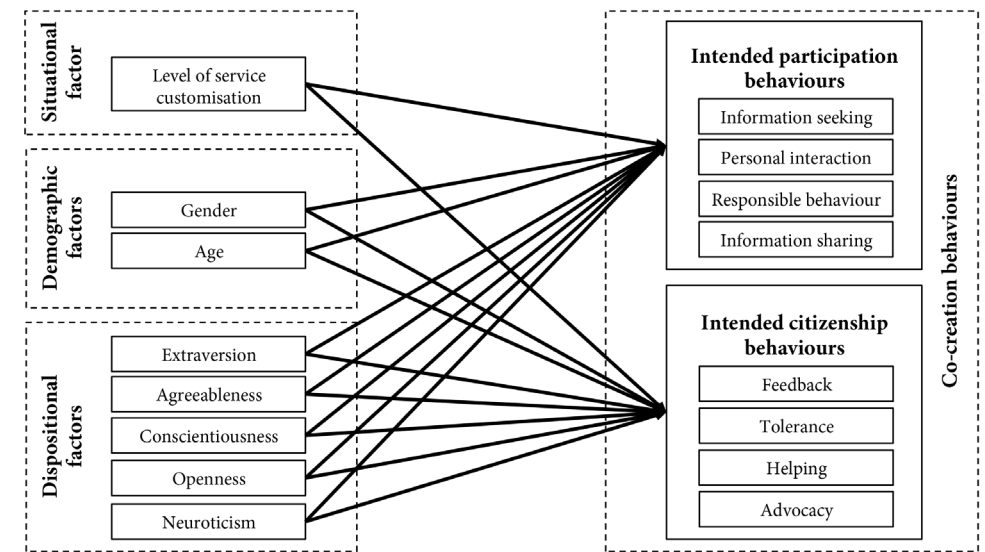 Situational
factor
Level of service
customisation
Demographic
factors
Gender
Age
Dispositional
factors
Extraversion
Agreeableness
Conscientiousness
Openness
Neuroticism
Intended participation
behaviours
Information seeking
Personal interaction
Responsible behaviour
Information sharing
Intended citizenship
behaviours
Feedback
Tolerance
Helping
Advocacy
Co-creation behaviours